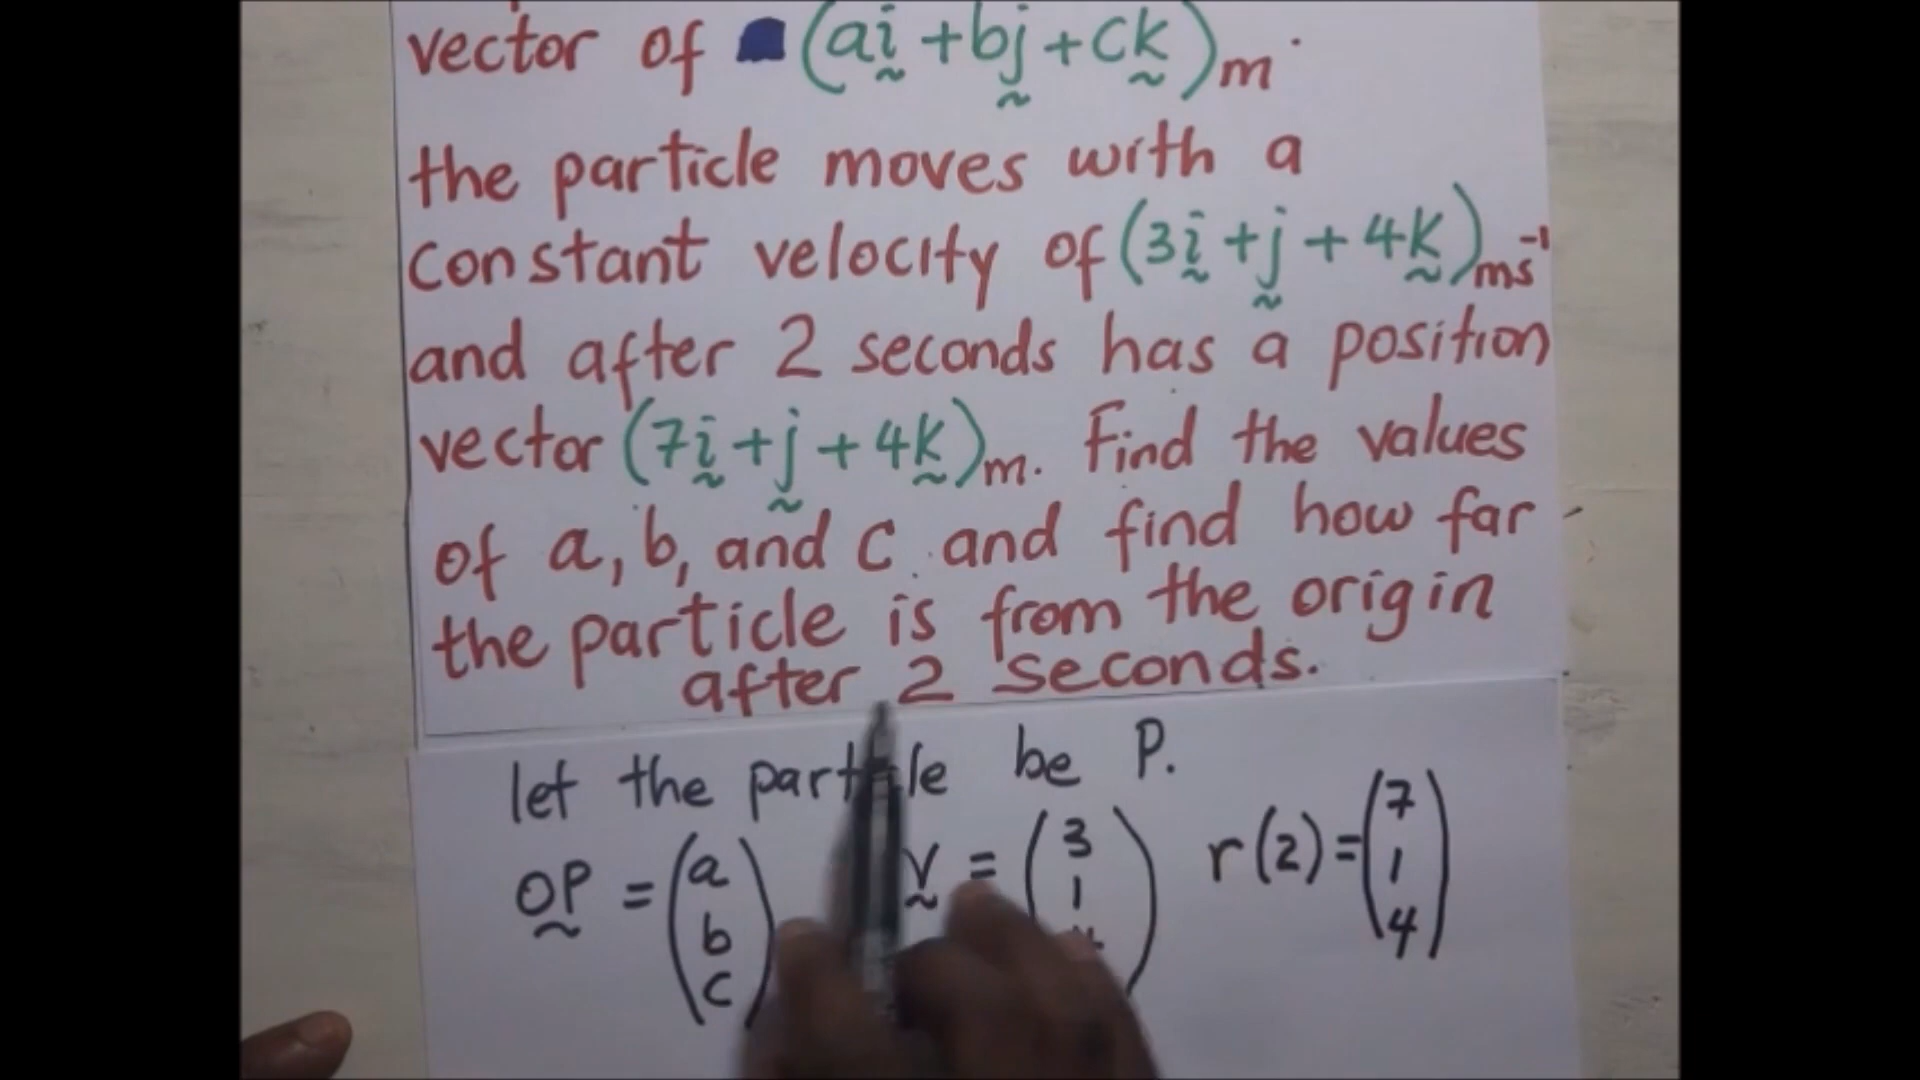 vector of (ai + bj + ck) m.
the particle moves with a
constant velocity of (3i + j + 4k) ms⁻¹
and after 2 seconds has a position
vector (7i + j + 4k) m. Find the values
of a, b, and c and find how far
the particle is from the origin
after 2 seconds.
let the particle be P.
OP = (a b c) v = (3 1 r(2) = (7 1 4)